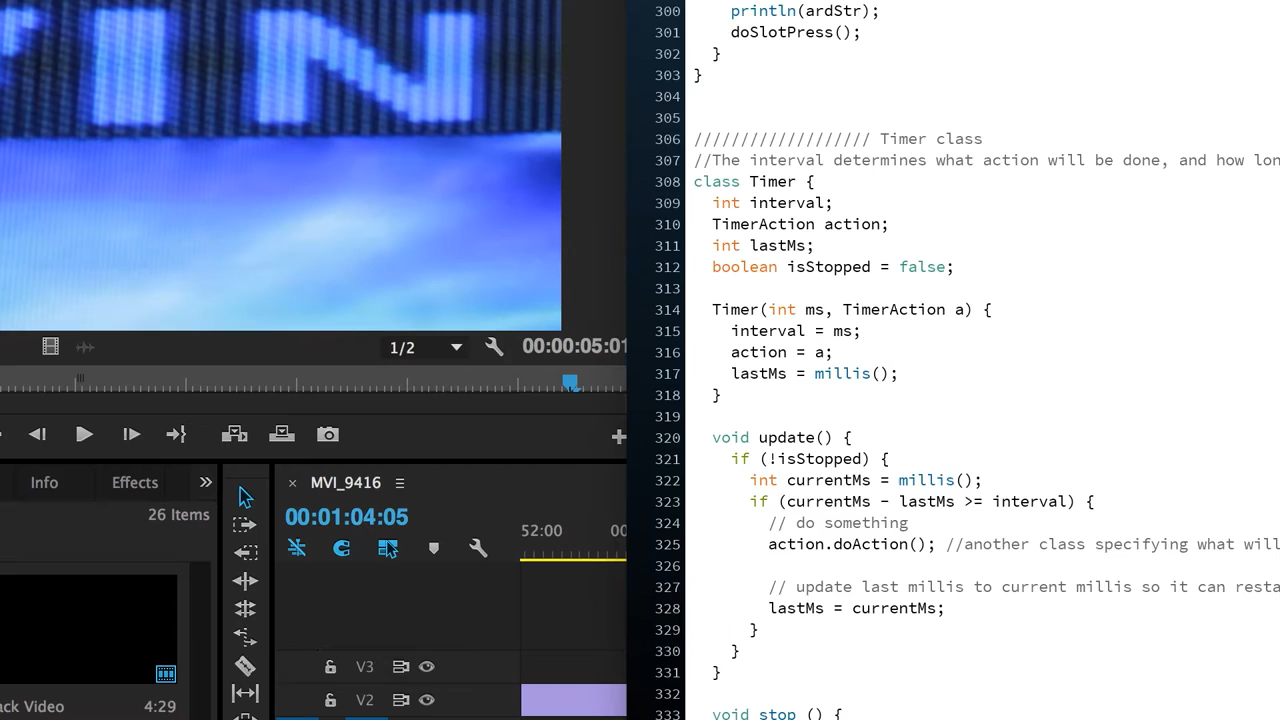 IN
1/2
00:00:05:01
Info
Effects
26 Items
MVI_9416
00:01:04:05
52:00
00
V3
V2
ack Video
4:29
300 println(ardStr);
301 doSlotPress();
302 }
303 }
304
305
306 /////////////////// Timer class
307 //The interval determines what action will be done, and how lon
308 class Timer {
309 int interval;
310 TimerAction action;
311 int lastMs;
312 boolean isStopped = false;
313
314 Timer(int ms, TimerAction a) {
315 interval = ms;
316 action = a;
317 lastMs = millis();
318 }
319
320 void update() {
321 if (!isStopped) {
322 int currentMs = millis();
323 if (currentMs - lastMs >= interval) {
324 // do something
325 action.doAction(); //another class specifying what will
326
327 // update last millis to current millis so it can resta
328 lastMs = currentMs;
329 }
330 }
331 }
332
333 void stop () {